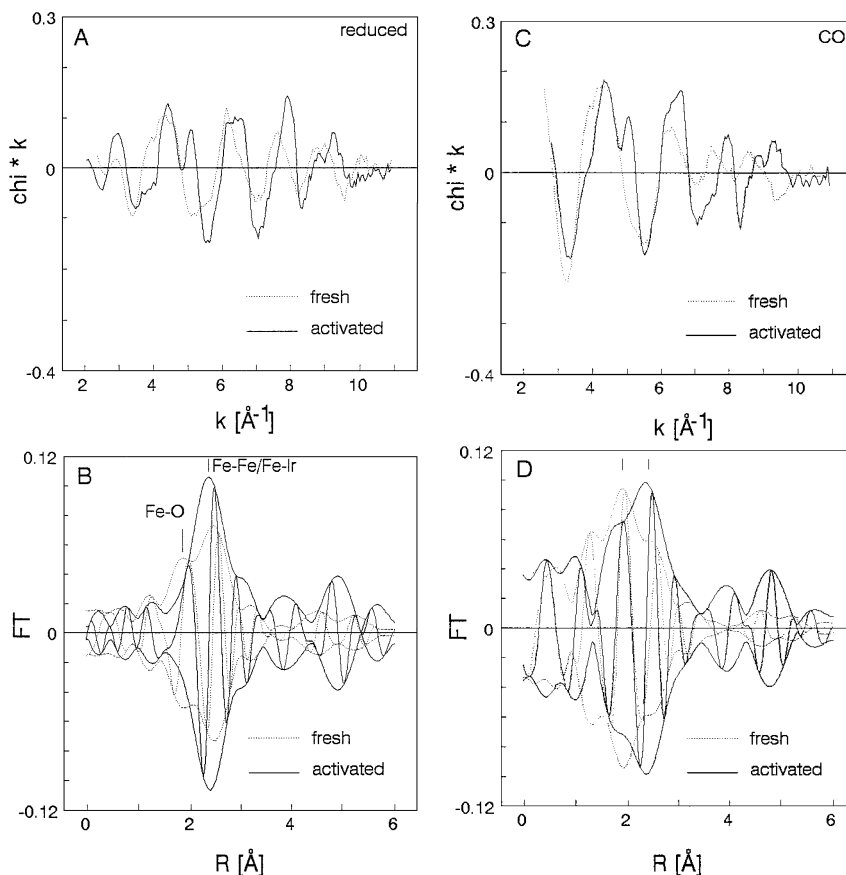 0.3
A
reduced
chi * k
0
fresh
activated
-0.4
2 4 6 8 10
k [Å-1]
0.3
C
CO
chi * k
0
fresh
activated
-0.4
2 4 6 8 10
k [Å-1]
0.12
B
Fe-Fe/Fe-Ir
Fe-O
FT
0
fresh
activated
-0.12
0 2 4 6
R [Å]
0.12
D
FT
0
fresh
activated
-0.12
0 2 4 6
R [Å]